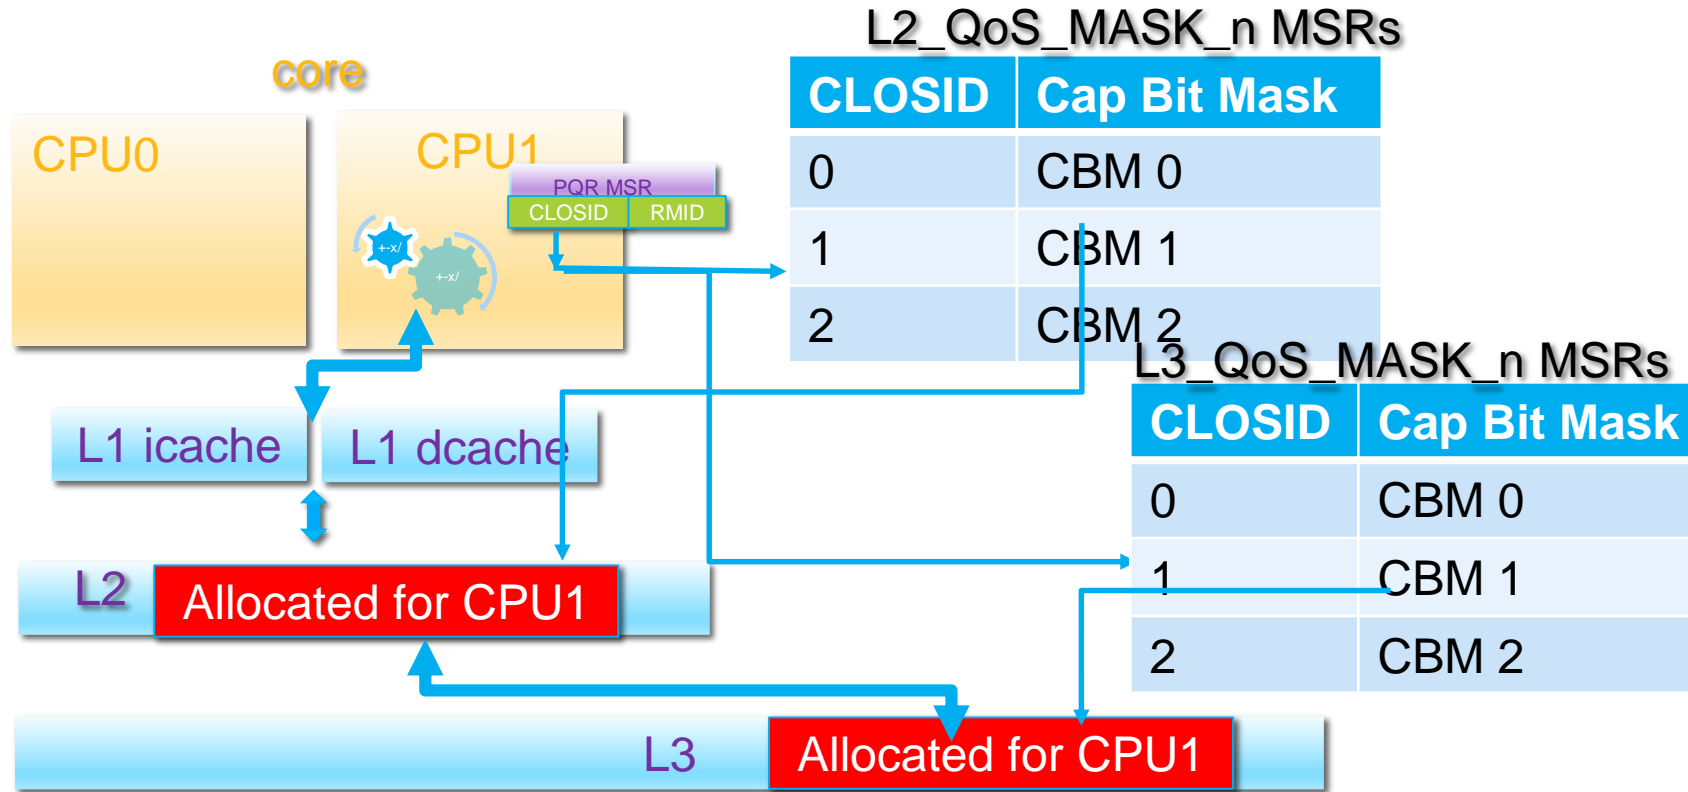 L2_QoS_MASK_n MSRs
core
CLOSID Cap Bit Mask
0 CBM 0
1 CBM 1
2 CBM 2
CPU0
CPU1
PQR MSR
CLOSID RMID
+-x/
+-x/
L3_QoS_MASK_n MSRs
CLOSID Cap Bit Mask
0 CBM 0
1 CBM 1
2 CBM 2
L1 icache
L1 dcache
L2
Allocated for CPU1
L3
Allocated for CPU1